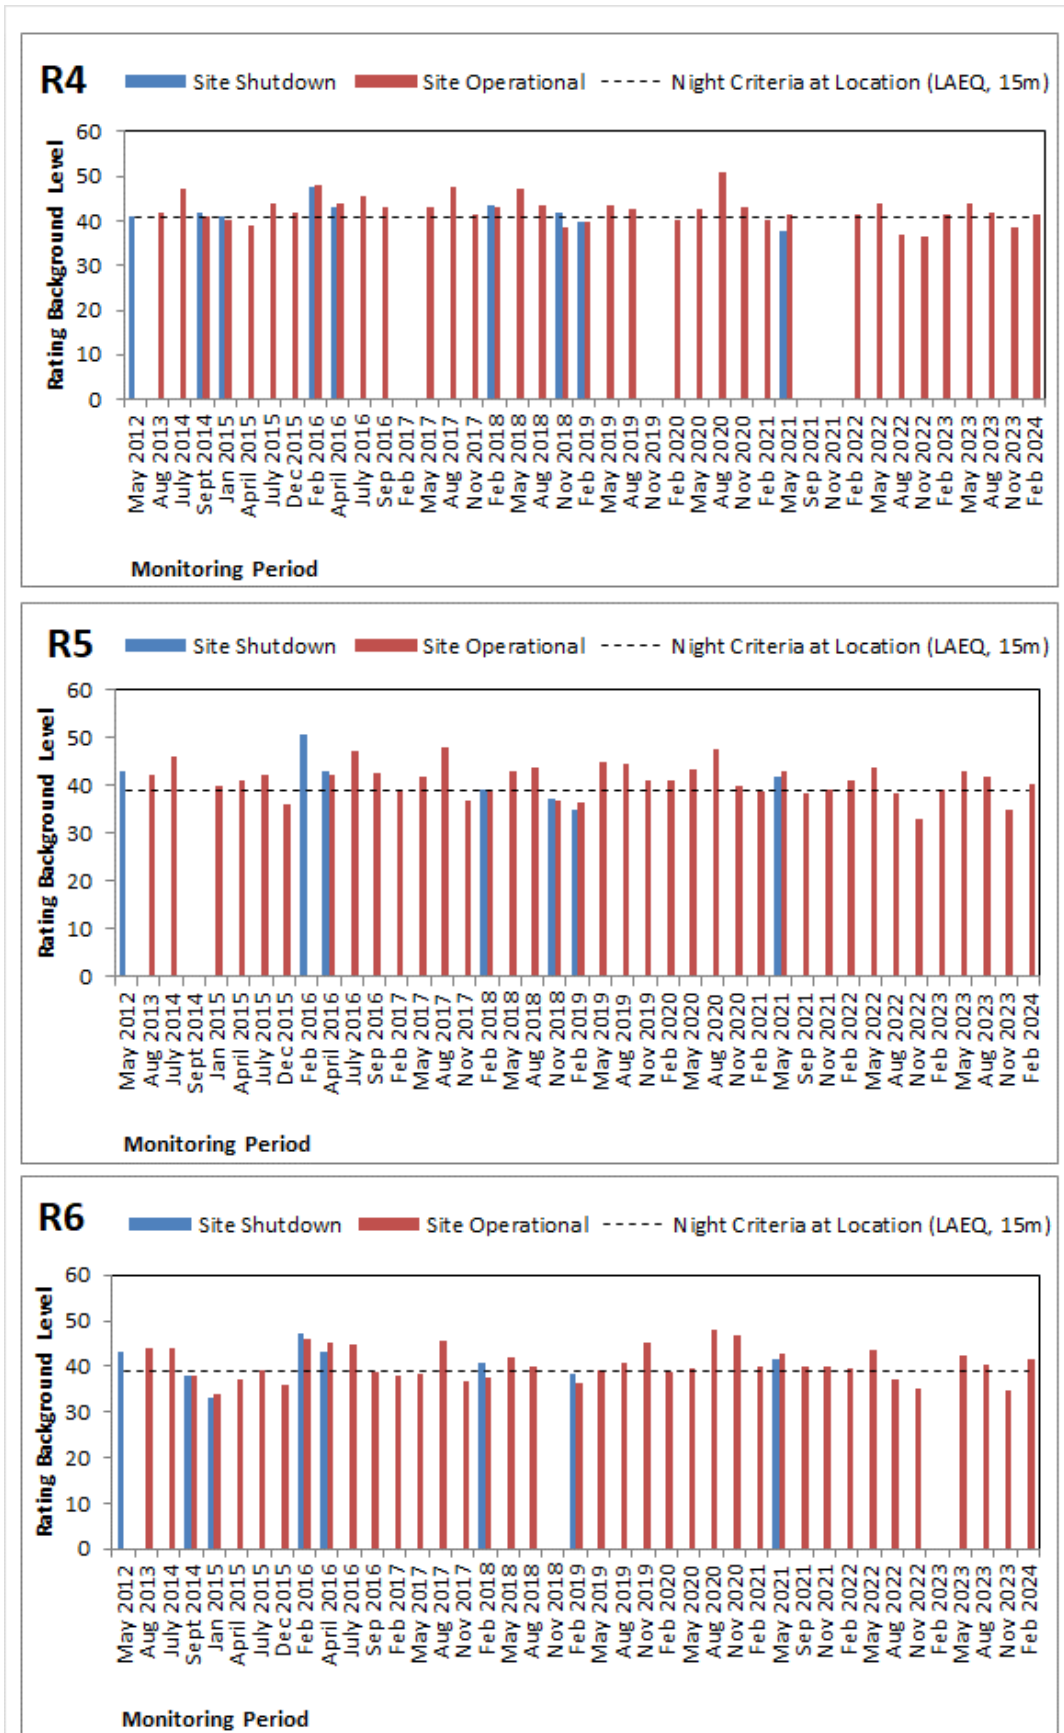 R4 Site Shutdown Site Operational Night Criteria at Location (LAEQ, 15m)
Rating Background Level
60
50
40
30
20
10
0
May 2012
Aug 2013
July 2014
Sept 2014
Jan 2015
April 2015
July 2015
Dec 2015
Feb 2016
April 2016
July 2016
Sep 2016
Feb 2017
May 2017
Aug 2017
Nov 2017
Feb 2018
May 2018
Aug 2018
Nov 2018
Feb 2019
May 2019
Aug 2019
Nov 2019
Feb 2020
May 2020
Aug 2020
Nov 2020
Feb 2021
May 2021
Sep 2021
Nov 2021
Feb 2022
May 2022
Aug 2022
Nov 2022
Feb 2023
May 2023
Aug 2023
Nov 2023
Feb 2024
Monitoring Period
R5 Site Shutdown Site Operational Night Criteria at Location (LAEQ, 15m)
Rating Background Level
60
50
40
30
20
10
0
May 2012
Aug 2013
July 2014
Sept 2014
Jan 2015
April 2015
July 2015
Dec 2015
Feb 2016
April 2016
July 2016
Sep 2016
Feb 2017
May 2017
Aug 2017
Nov 2017
Feb 2018
May 2018
Aug 2018
Nov 2018
Feb 2019
May 2019
Aug 2019
Nov 2019
Feb 2020
May 2020
Aug 2020
Nov 2020
Feb 2021
May 2021
Sep 2021
Nov 2021
Feb 2022
May 2022
Aug 2022
Nov 2022
Feb 2023
May 2023
Aug 2023
Nov 2023
Feb 2024
Monitoring Period
R6 Site Shutdown Site Operational Night Criteria at Location (LAEQ, 15m)
Rating Background Level
60
50
40
30
20
10
0
May 2012
Aug 2013
July 2014
Sept 2014
Jan 2015
April 2015
July 2015
Dec 2015
Feb 2016
April 2016
July 2016
Sep 2016
Feb 2017
May 2017
Aug 2017
Nov 2017
Feb 2018
May 2018
Aug 2018
Nov 2018
Feb 2019
May 2019
Aug 2019
Nov 2019
Feb 2020
May 2020
Aug 2020
Nov 2020
Feb 2021
May 2021
Sep 2021
Nov 2021
Feb 2022
May 2022
Aug 2022
Nov 2022
Feb 2023
May 2023
Aug 2023
Nov 2023
Feb 2024
Monitoring Period